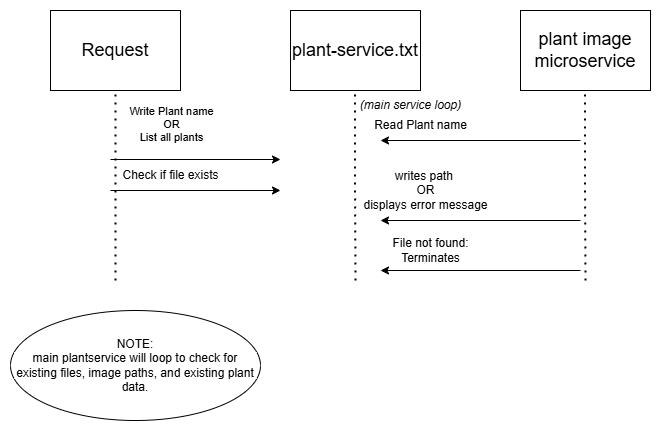 Request
plant-service.txt
plant image
microservice
(main service loop)
Write Plant name
OR
List all plants
Read Plant name
Check if file exists
writes path
OR
displays error message
File not found:
Terminates
NOTE:
main plantservice will loop to check for
existing files, image paths, and existing plant
data.